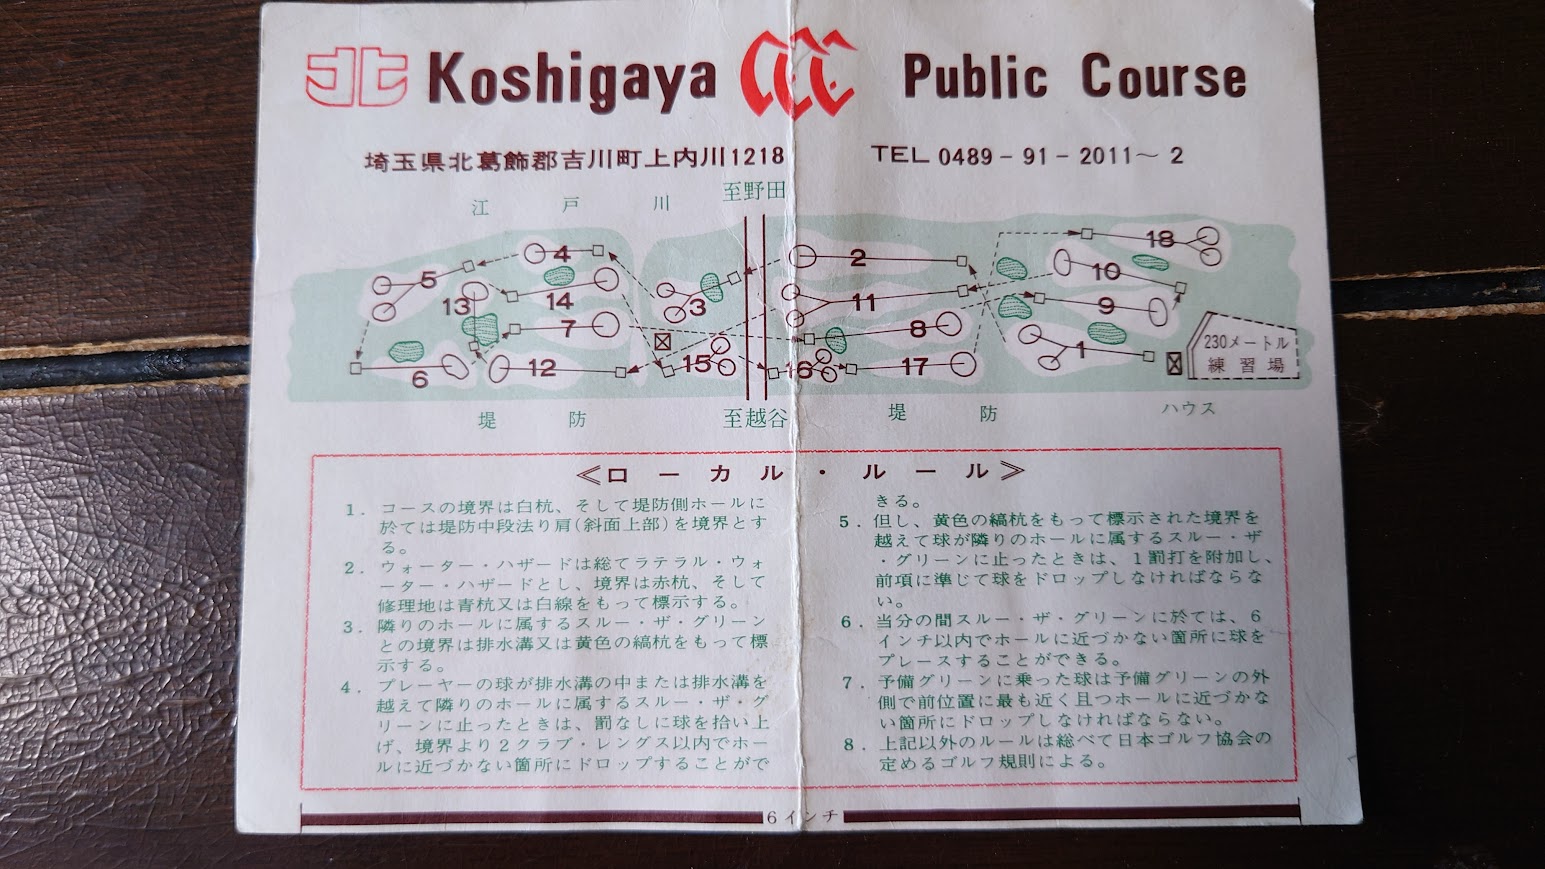 北 Koshigaya CCC Public Course
埼玉県北葛飾郡吉川町上内川1218 TEL 0489-91-2011~2
至野田
江戸川
4
2
18
5
10
13
14
3
11
9
7
8
230メートル
練習場
15
1
6
12
16
17
堤防
至越谷
堤防
ハウス
≪ローカル・ルール≫
1. コースの境界は白杭、そして堤防側ホールに
於ては堤防中段法り肩(斜面上部)を境界とす
る。
2. ウォーター・ハザードは総てラテラル・ウォ
ーター・ハザードとし、境界は赤杭、そして
修理地は青杭又は白線をもって標示する。
3. 隣りのホールに属するスルー・ザ・グリーン
との境界は排水溝又は黄色の縞杭をもって標
示する。
4. プレーヤーの球が排水溝の中または排水溝を
越えて隣りのホールに属するスルー・ザ・グ
リーンに止ったときは、罰なしに球を拾い上
げ、境界より2クラブ・レングス以内でホー
ルに近づかない箇所にドロップすることがで
きる。
5. 但し、黄色の縞杭をもって標示された境界を
越えて球が隣りのホールに属するスルー・ザ
・グリーンに止ったときは、1罰打を附加し、
前項に準じて球をドロップしなければならな
い。
6. 当分の間スルー・ザ・グリーンに於ては、6
インチ以内でホールに近づかない箇所に球を
プレースすることができる。
7. 予備グリーンに乗った球は予備グリーンの外
側で前位置に最も近く且つホールに近づかな
い箇所にドロップしなければならない。
8. 上記以外のルールは総べて日本ゴルフ協会の
定めるゴルフ規則による。
6インチ